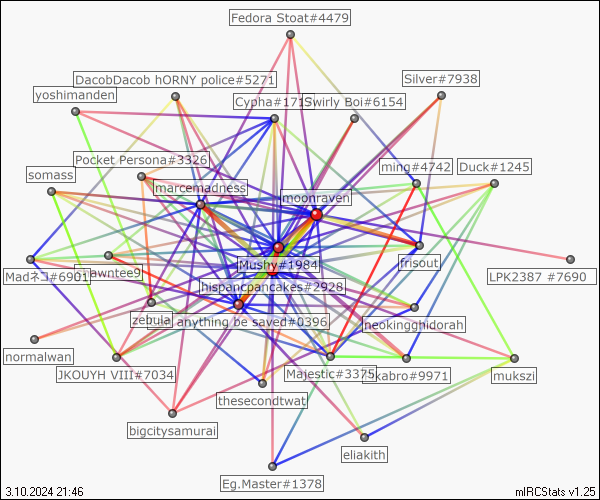 Fedora Stoat#4479
DacobDacob hORNY police#5271
Silver#7938
yoshimanden
Cypha#171
Swirly Boi#6154
Pocket Persona#3326
ming#4742
Duck#1245
somass
marcemadness
moonraven
Madネコ#6901
shawntee9
Mushy#1984
frisout
LPK2387 #7690
hispancpancakes#2928
zebula
anything be saved#0396
neokingghidorah
normalwan
JKOUYH VIII#7034
Majestic#3375
kabro#9971
mukszi
thesecondtwat
bigcitysamurai
eliakith
Eg.Master#1378
3.10.2024 21:46
mIRCStats v1.25